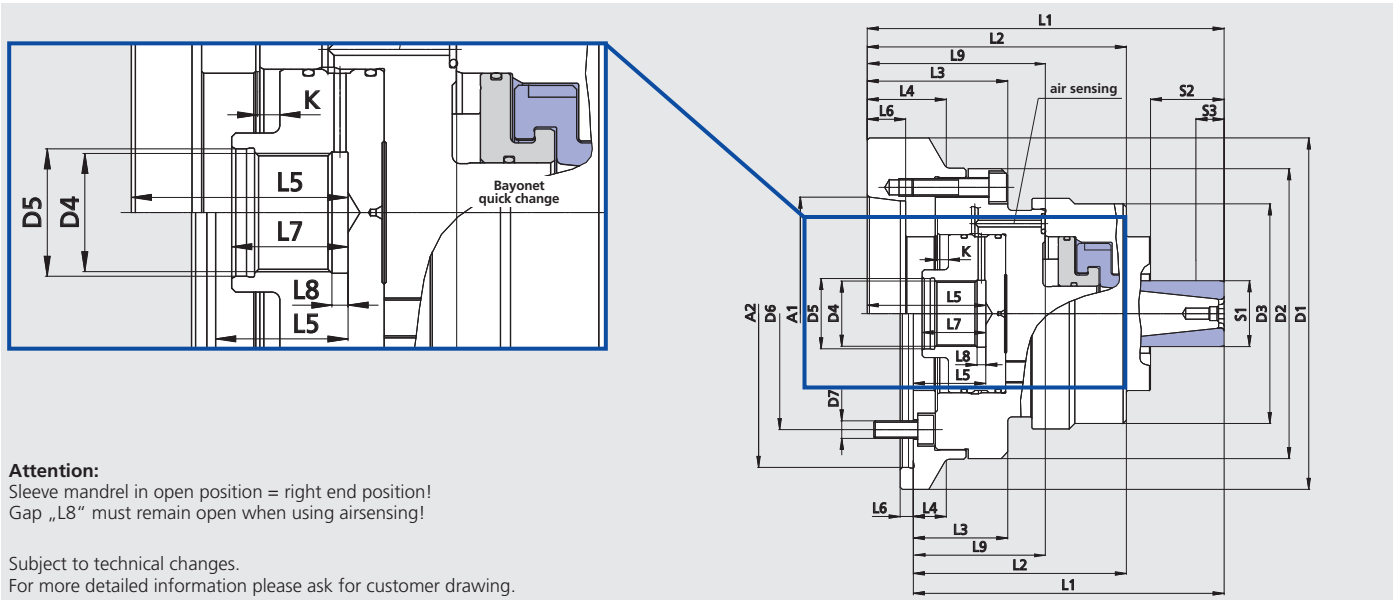 K
L5
D5
D4
L7
L8
L5
Bayonet
quick change
L1
L2
L9
L3
L4
L6
air sensing
S2
S3
K
L5
L7
L8
L5
A2
D6
A1
D5
D4
D7
S1
D3
D2
D1
L6
L4
L3
L9
L2
L1
Attention:
Sleeve mandrel in open position = right end position!
Gap „L8“ must remain open when using airsensing!
Subject to technical changes.
For more detailed information please ask for customer drawing.